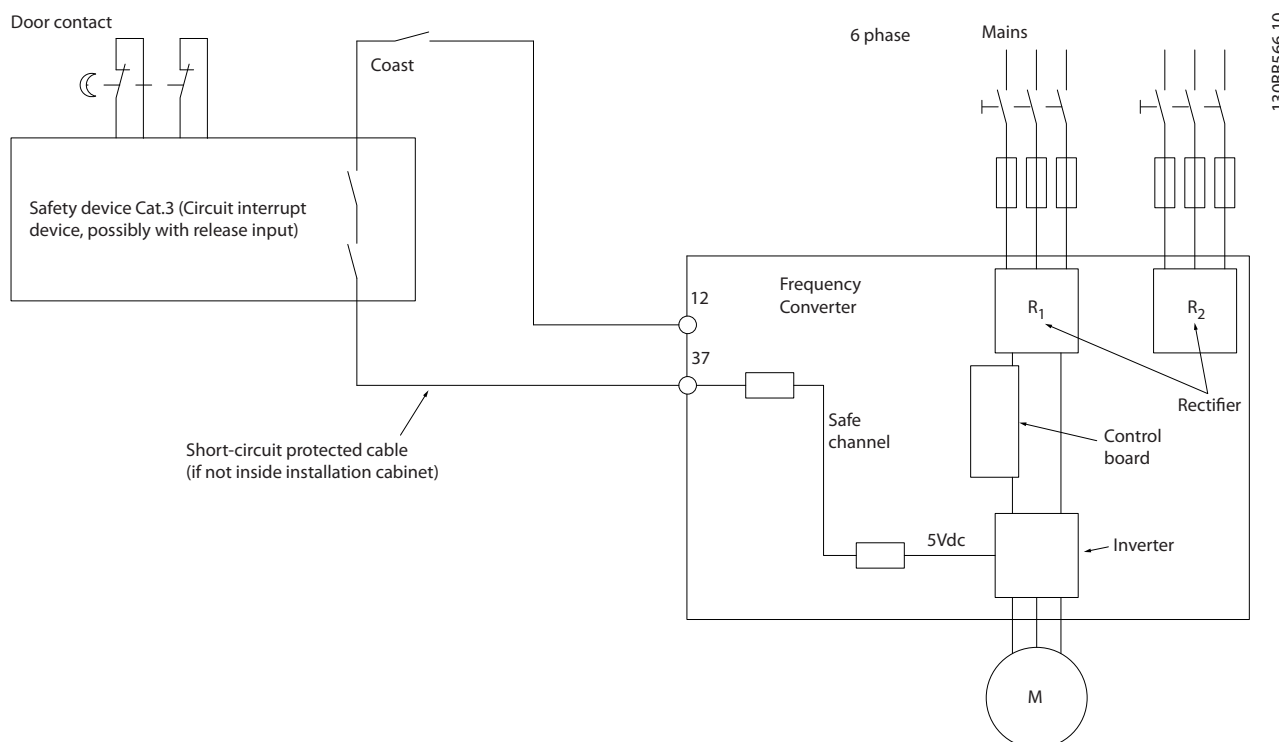 Door contact
Coast
6 phase
Mains
130BB566.10
Safety device Cat.3 (Circuit interrupt
device, possibly with release input)
12
Frequency
Converter
R1
R2
37
Rectifier
Safe
channel
Control
board
Short-circuit protected cable
(if not inside installation cabinet)
5Vdc
Inverter
M